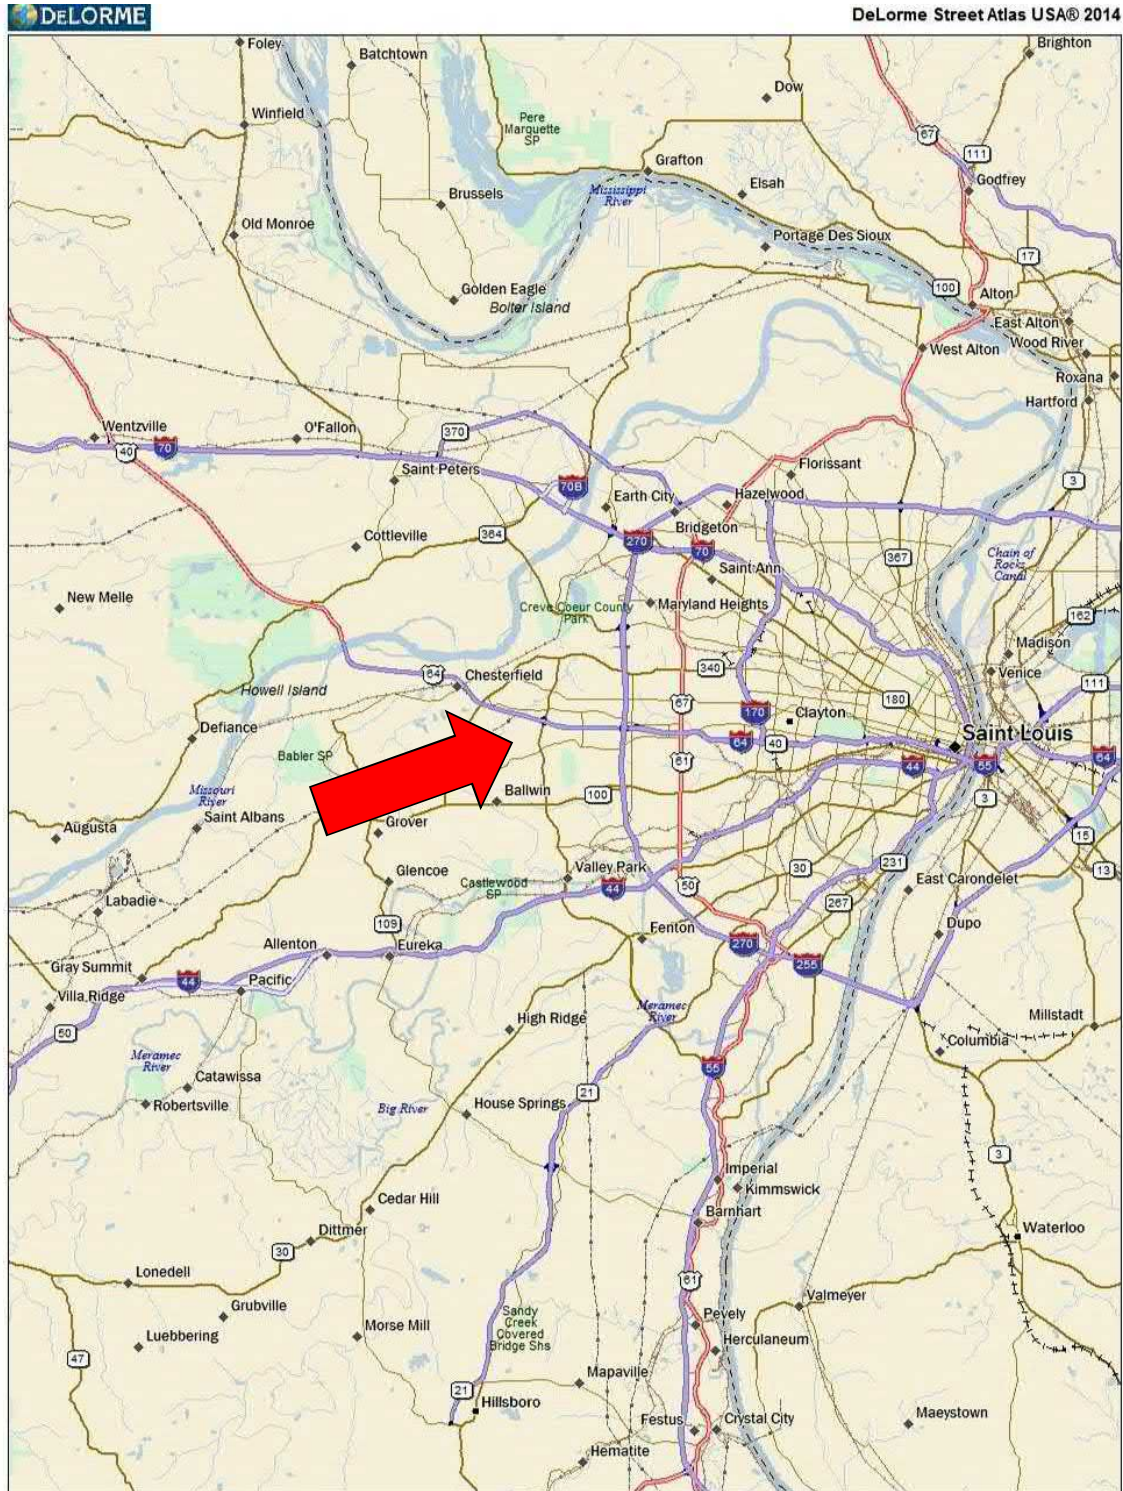 DELORME
DeLorme Street Atlas USA® 2014
Foley
Batchtown
Brighton
Dow
Winfield
Pere
Marquette
SP
67
111
Grafton
Godfrey
Elsah
Mississippi
River
Brussels
Old Monroe
Portage Des Sioux
17
Golden Eagle
Bolter Island
100
Alton
East Alton
Wood River
West Alton
Roxana
Hartford
Wentzville
O'Fallon
370
40
70
Saint Peters
Florissant
70B
3
Earth City
Hazelwood
364
Bridgeton
Cottleville
270
70
367
Chain of
Rocks
Canal
Saint Ann
New Melle
Creve Coeur County
Park
Maryland Heights
162
Madison
340
Venice
64
Chesterfield
Howell Island
111
67
170
180
Clayton
Defiance
Saint Louis
64
40
Babler SP
61
44
55
64
Missouri
River
Ballwin
100
3
Saint Albans
Grover
Augusta
15
231
Glencoe
Castlewood
SP
Valley Park
30
13
44
50
East Carondelet
Labadie
267
109
Fenton
Dupo
Allenton
Eureka
270
255
Gray Summit
44
Pacific
Villa Ridge
Meramec
River
Millstadt
50
High Ridge
Columbia
Meramec
River
55
Catawissa
21
Robertsville
Big River
House Springs
3
Imperial
Kimmswick
Cedar Hill
Barnhart
Dittmer
Waterloo
30
Lonedell
61
Grubville
Valmeyer
Sandy
Creek
Covered
Bridge Shs
Luebbering
Morse Mill
Pevely
Herculaneum
47
Mapaville
21
Hillsboro
Festus
Crystal City
Maeystown
Hematite